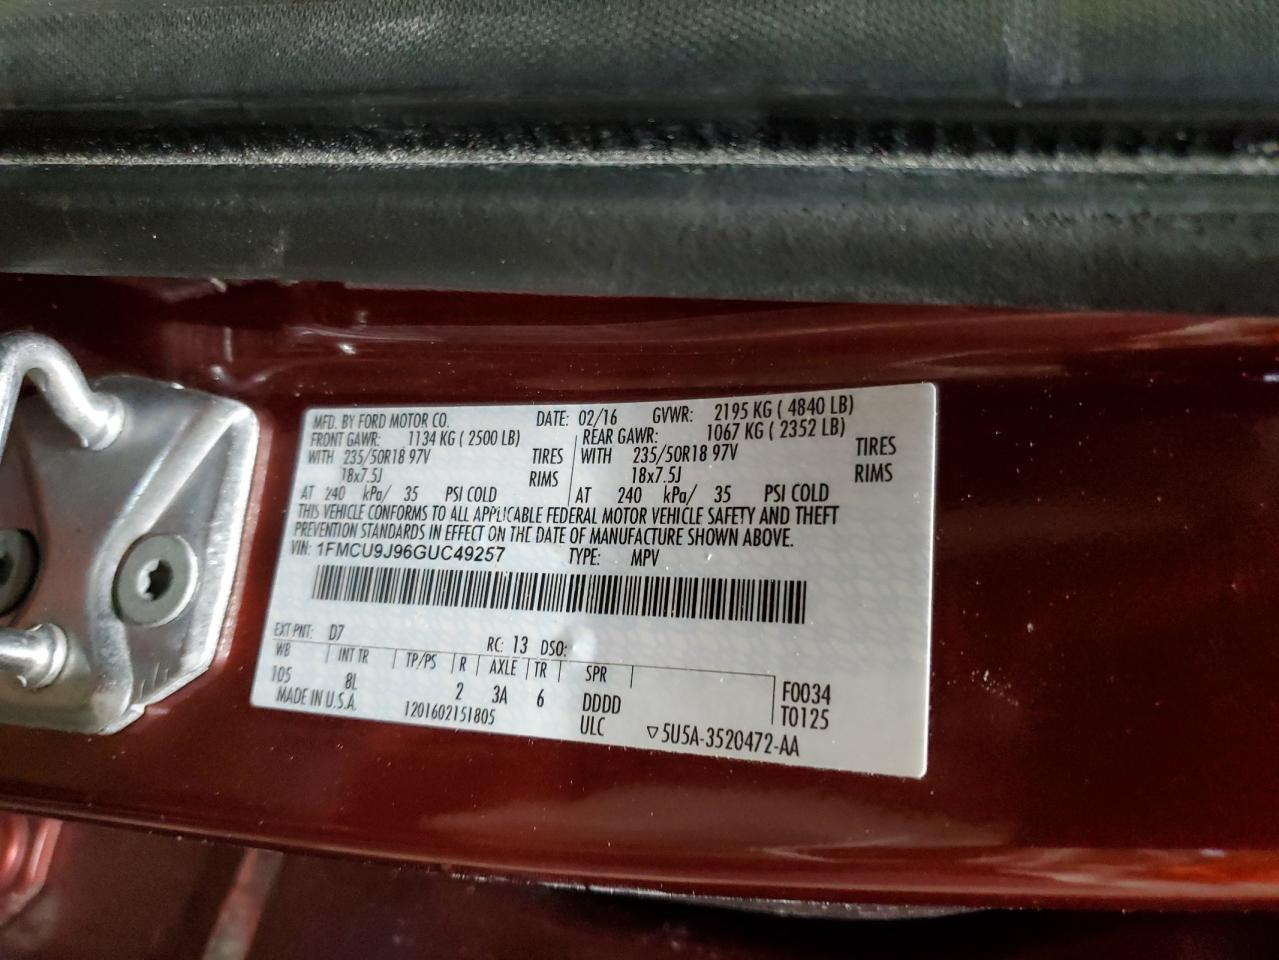 MFD. BY FORD MOTOR CO. DATE: 02/16 GVWR: 2195 KG ( 4840 LB)
FRONT GAWR: 1134 KG ( 2500 LB) REAR GAWR: 1067 KG ( 2352 LB)
WITH 235/50R18 97V TIRES WITH 235/50R18 97V TIRES
18x7.5J RIMS 18x7.5J RIMS
AT 240 kPa/ 35 PSI COLD AT 240 kPa/ 35 PSI COLD
THIS VEHICLE CONFORMS TO ALL APPLICABLE FEDERAL MOTOR VEHICLE SAFETY AND THEFT
PREVENTION STANDARDS IN EFFECT ON THE DATE OF MANUFACTURE SHOWN ABOVE.
VIN: 1FMCU9J96GUC49257 TYPE: MPV
EXT PNT: D7 RC: 13 DSO:
WB INT TR TP/PS R AXLE TR SPR
105 8L 2 3A 6 DDDD F0034
MADE IN U.S.A. 1201602151805 ULC T0125
▽5U5A-3520472-AA